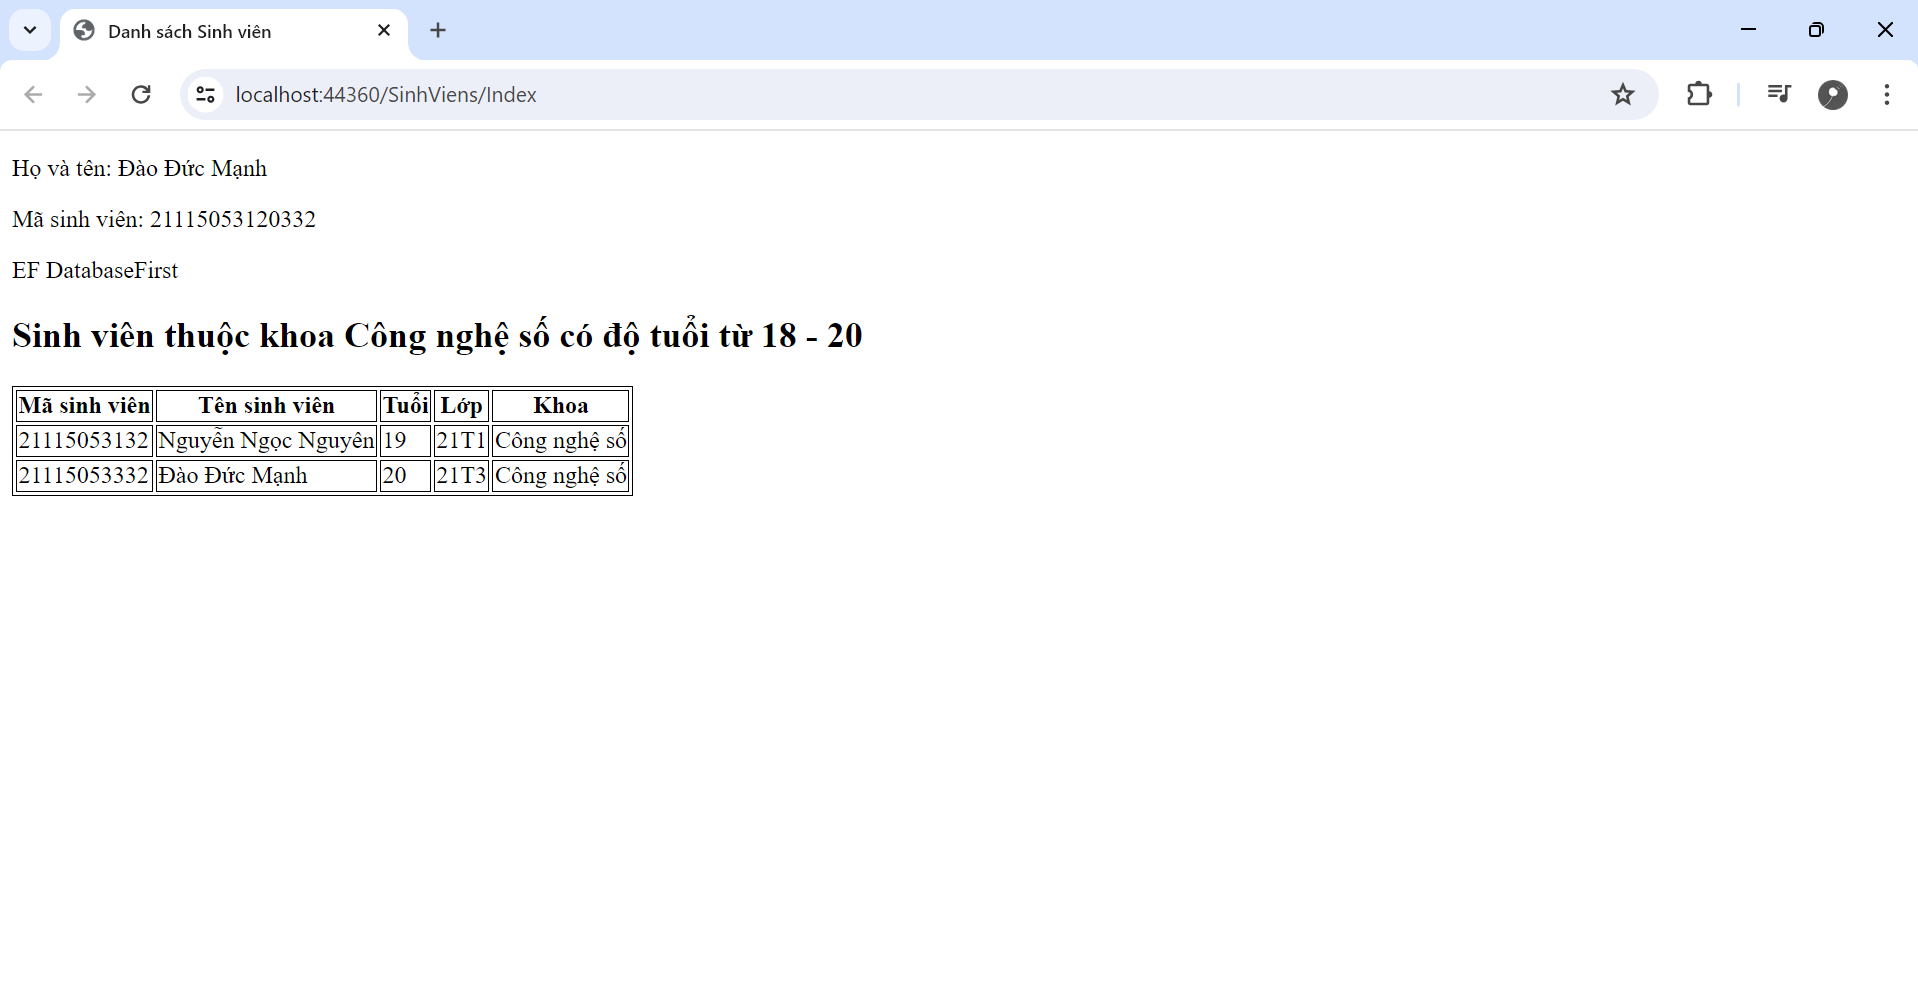 Danh sách Sinh viên
localhost:44360/SinhViens/Index
Họ và tên: Đào Đức Mạnh
Mã sinh viên: 21115053120332
EF DatabaseFirst
Sinh viên thuộc khoa Công nghệ số có độ tuổi từ 18 - 20
Mã sinh viên Tên sinh viên Tuổi Lớp Khoa
21115053132 Nguyễn Ngọc Nguyên 19 21T1 Công nghệ số
21115053332 Đào Đức Mạnh 20 21T3 Công nghệ số